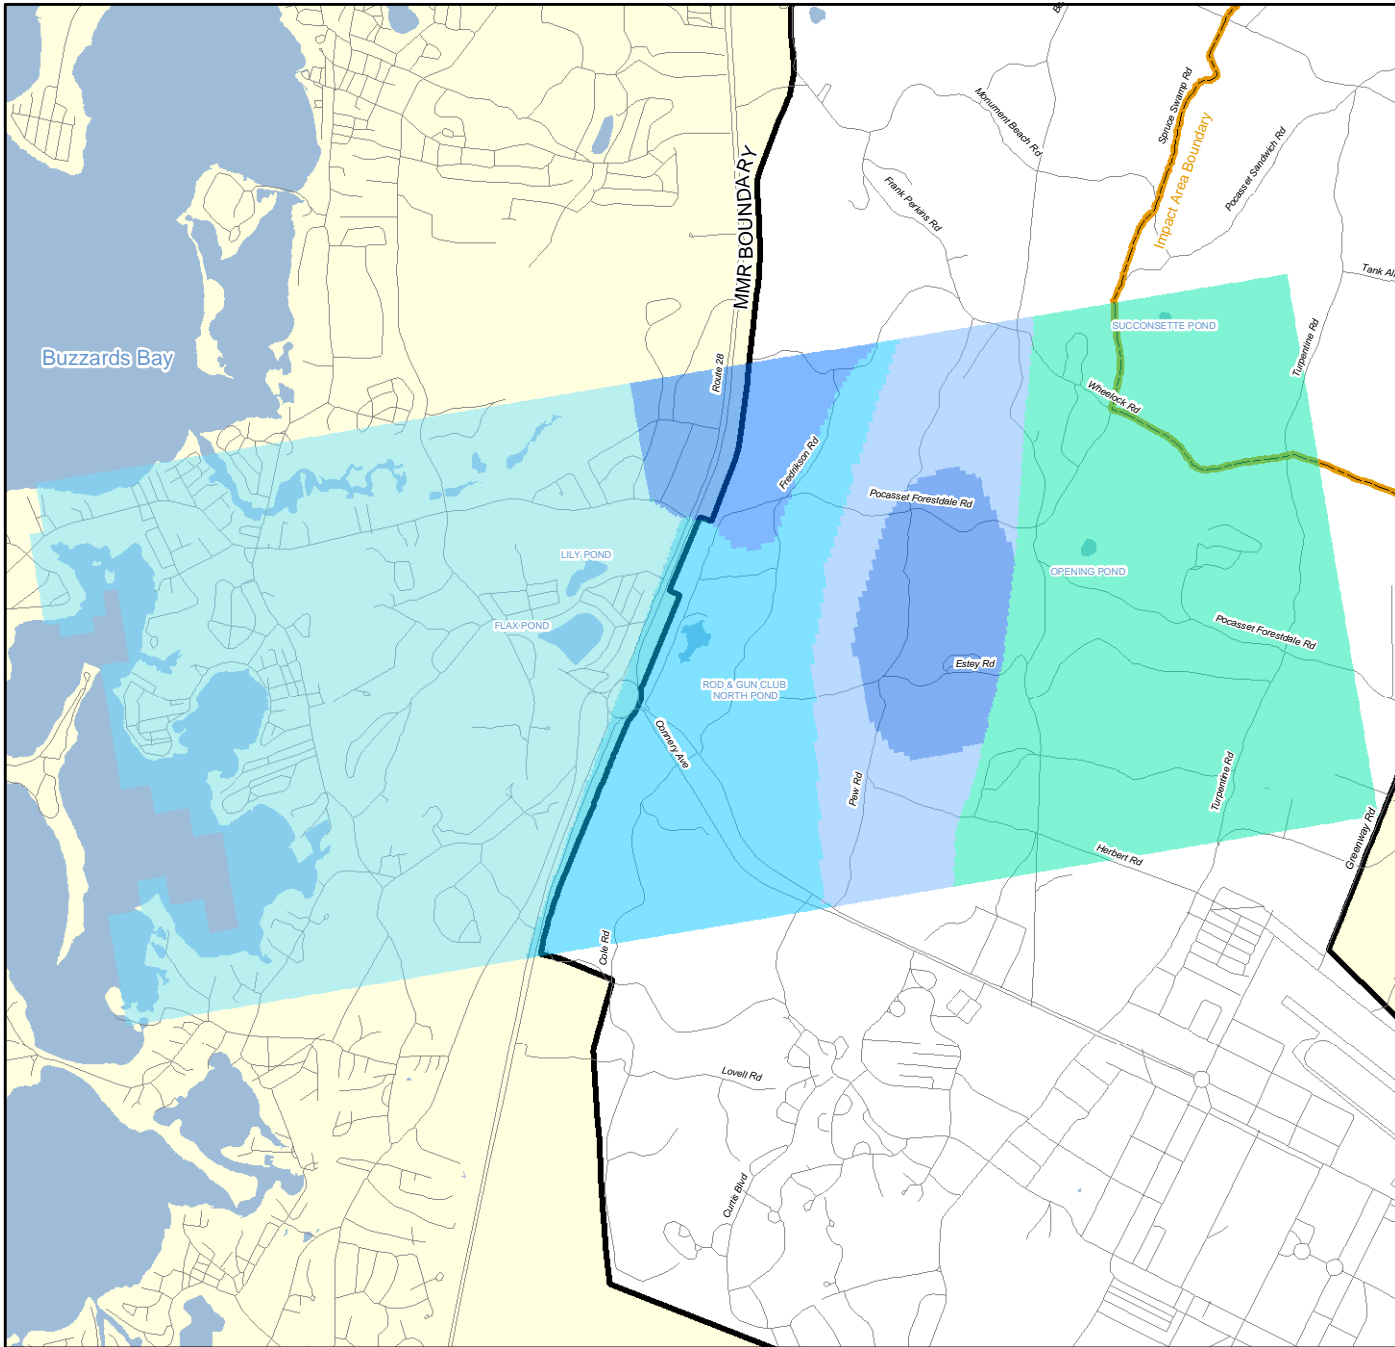 Monument Beach Rd
Spruce Swamp Rd
Impact Area Boundary
Pocasset Sandwich Rd
Frank Perkins Rd
MMR BOUNDARY
Tank Al
SUCCONSETTE POND
Turpentine Rd
Buzzards Bay
Route 28
Wheelock Rd
Fredrikson Rd
Pocasset Forestdale Rd
LILY POND
OPENING POND
FLAX POND
Pocasset Forestdale Rd
Estey Rd
ROD & GUN CLUB
NORTH POND
Connery Ave
Pew Rd
Turpentine Rd
Greenway Rd
Herbert Rd
Cole Rd
Lovell Rd
Curtis Blvd